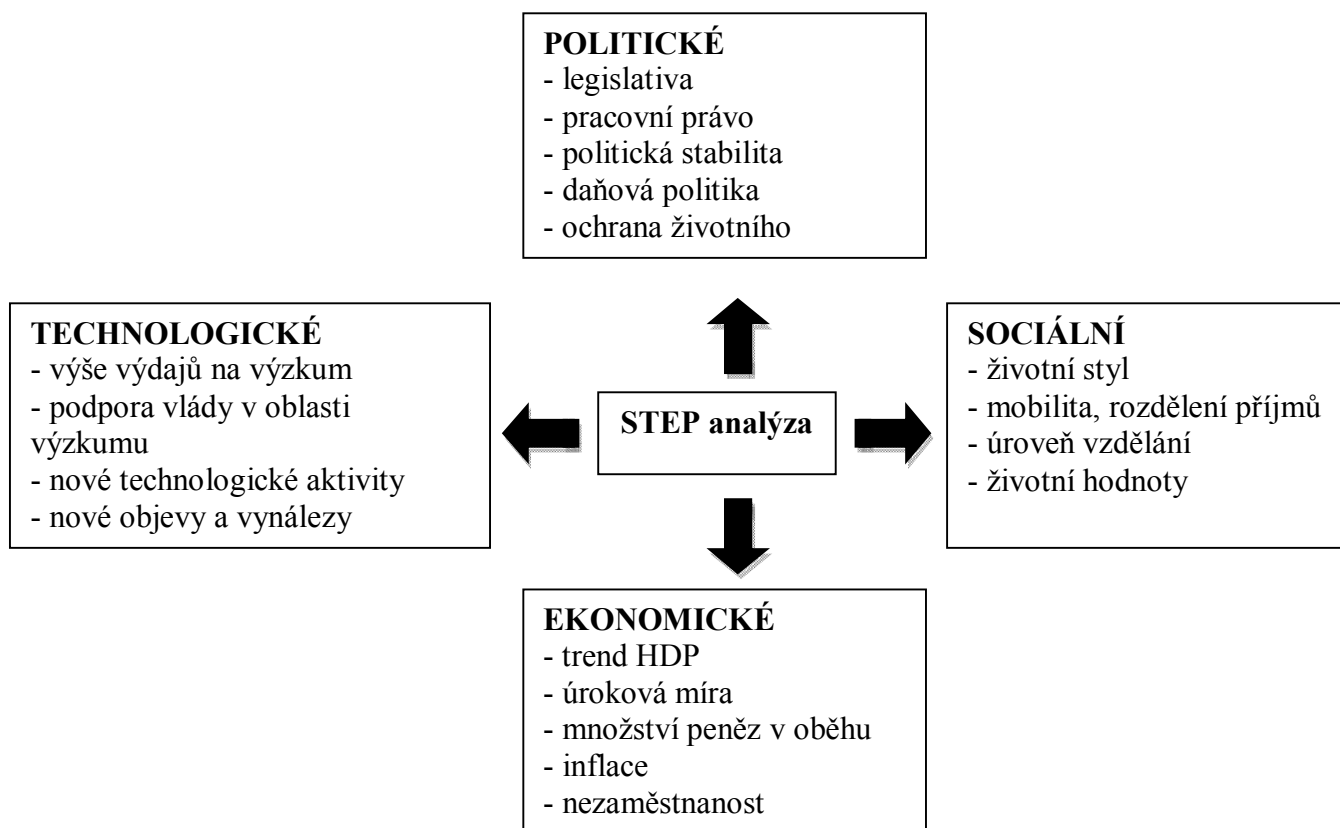 POLITICKÉ
- legislativa
- pracovní právo
- politická stabilita
- daňová politika
- ochrana životního
TECHNOLOGICKÉ
- výše výdajů na výzkum
- podpora vlády v oblasti
výzkumu
- nové technologické aktivity
- nové objevy a vynálezy
STEP analýza
SOCIÁLNÍ
- životní styl
- mobilita, rozdělení příjmů
- úroveň vzdělání
- životní hodnoty
EKONOMICKÉ
- trend HDP
- úroková míra
- množství peněz v oběhu
- inflace
- nezaměstnanost